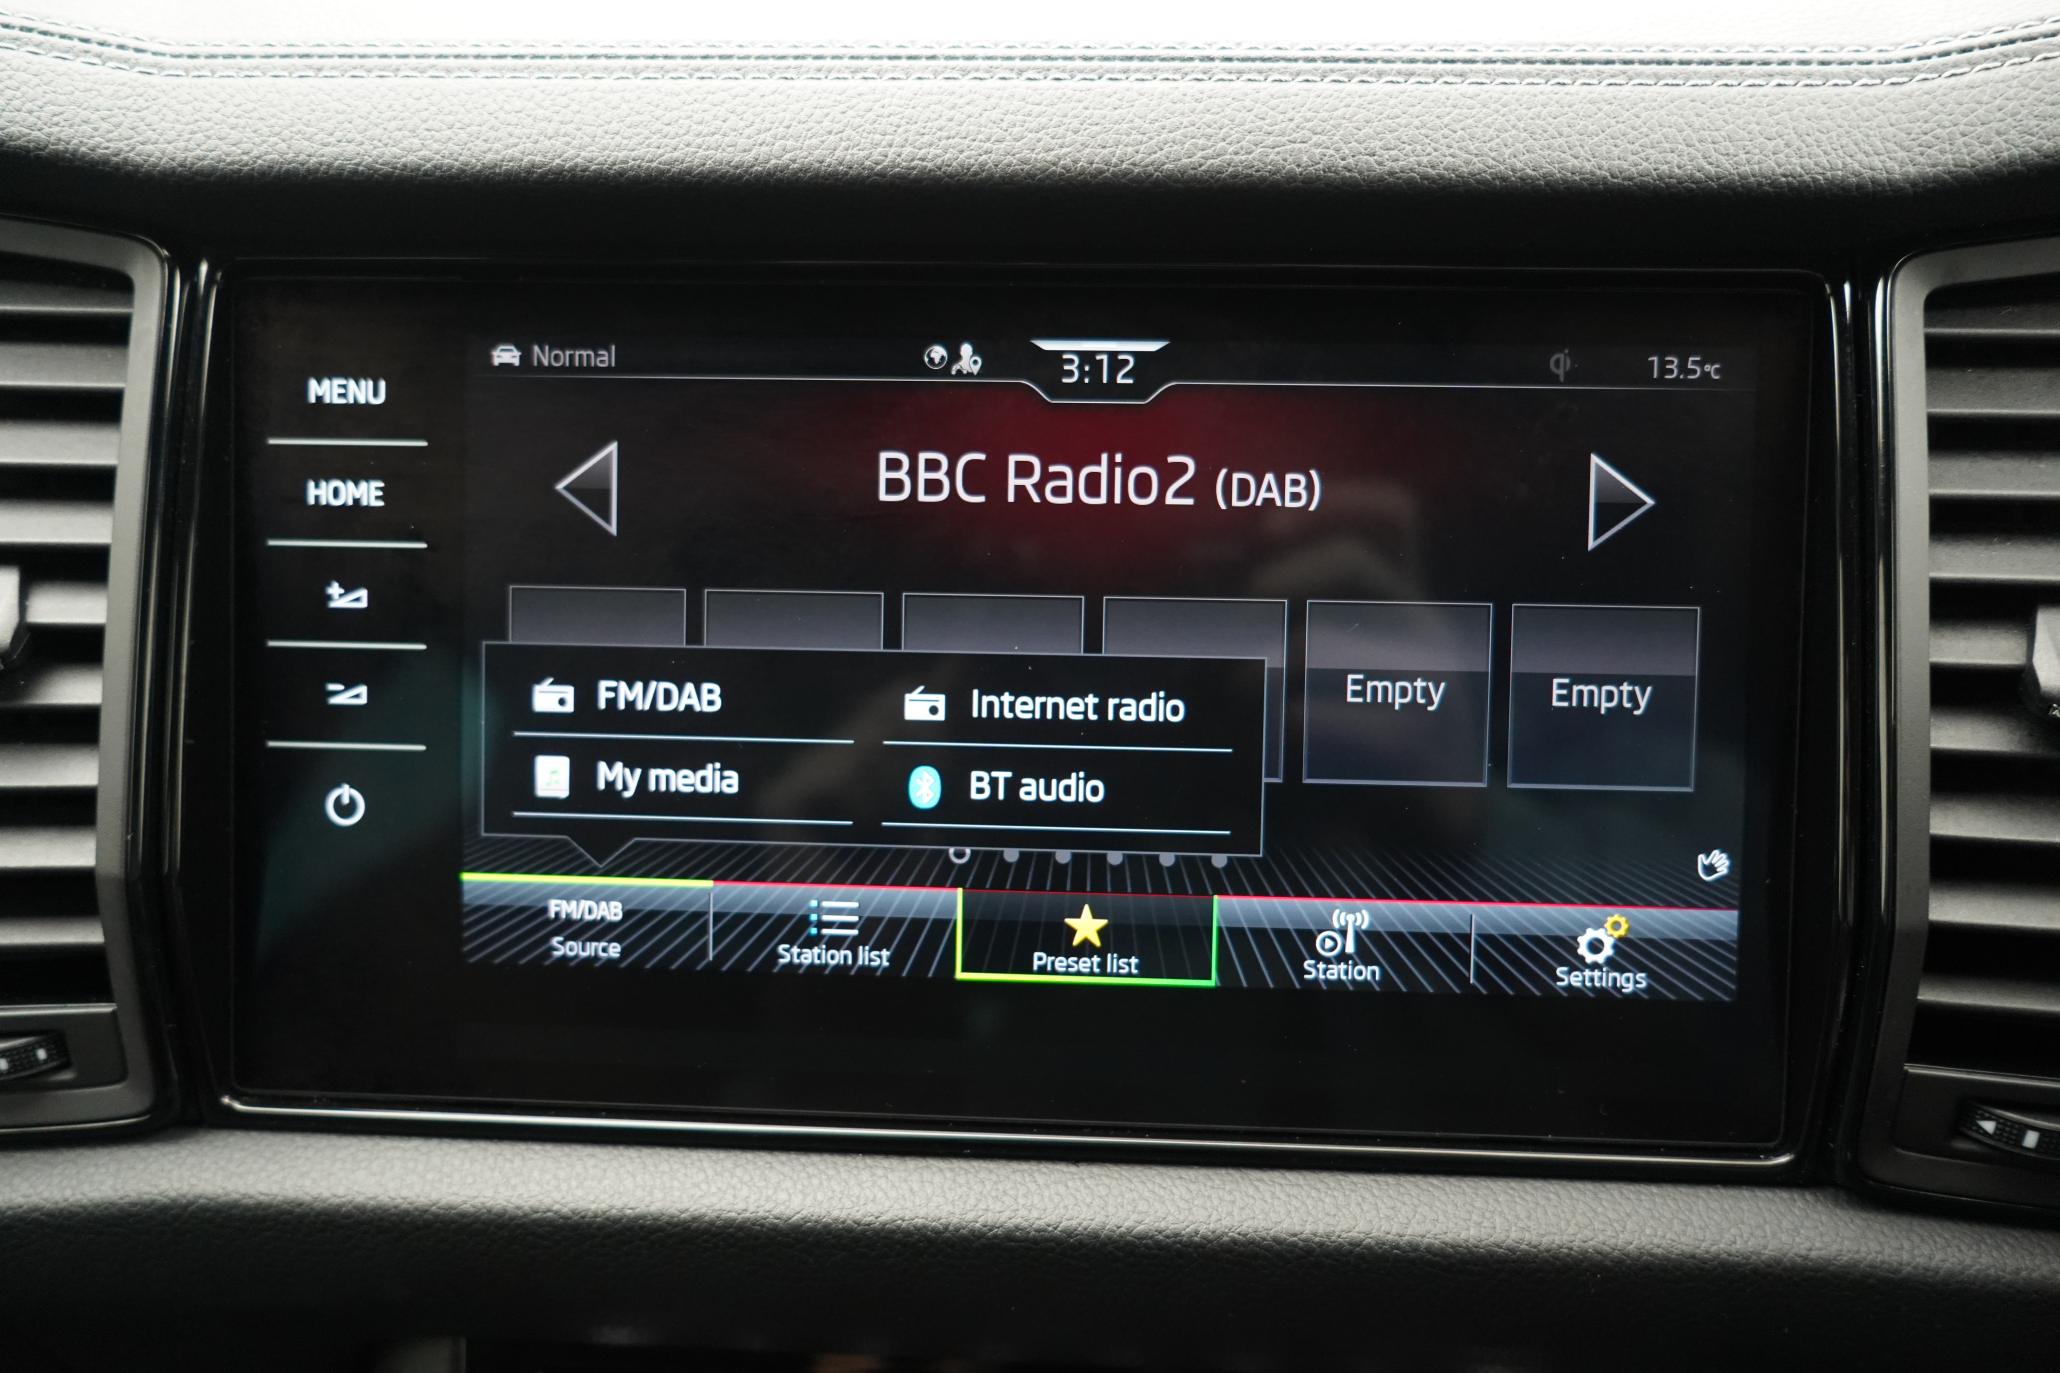 Normal
3:12
13.5°C
MENU
HOME
BBC Radio2 (DAB)
FM/DAB
Internet radio
My media
BT audio
Empty
Empty
FM/DAB
Source
Station list
Preset list
Station
Settings